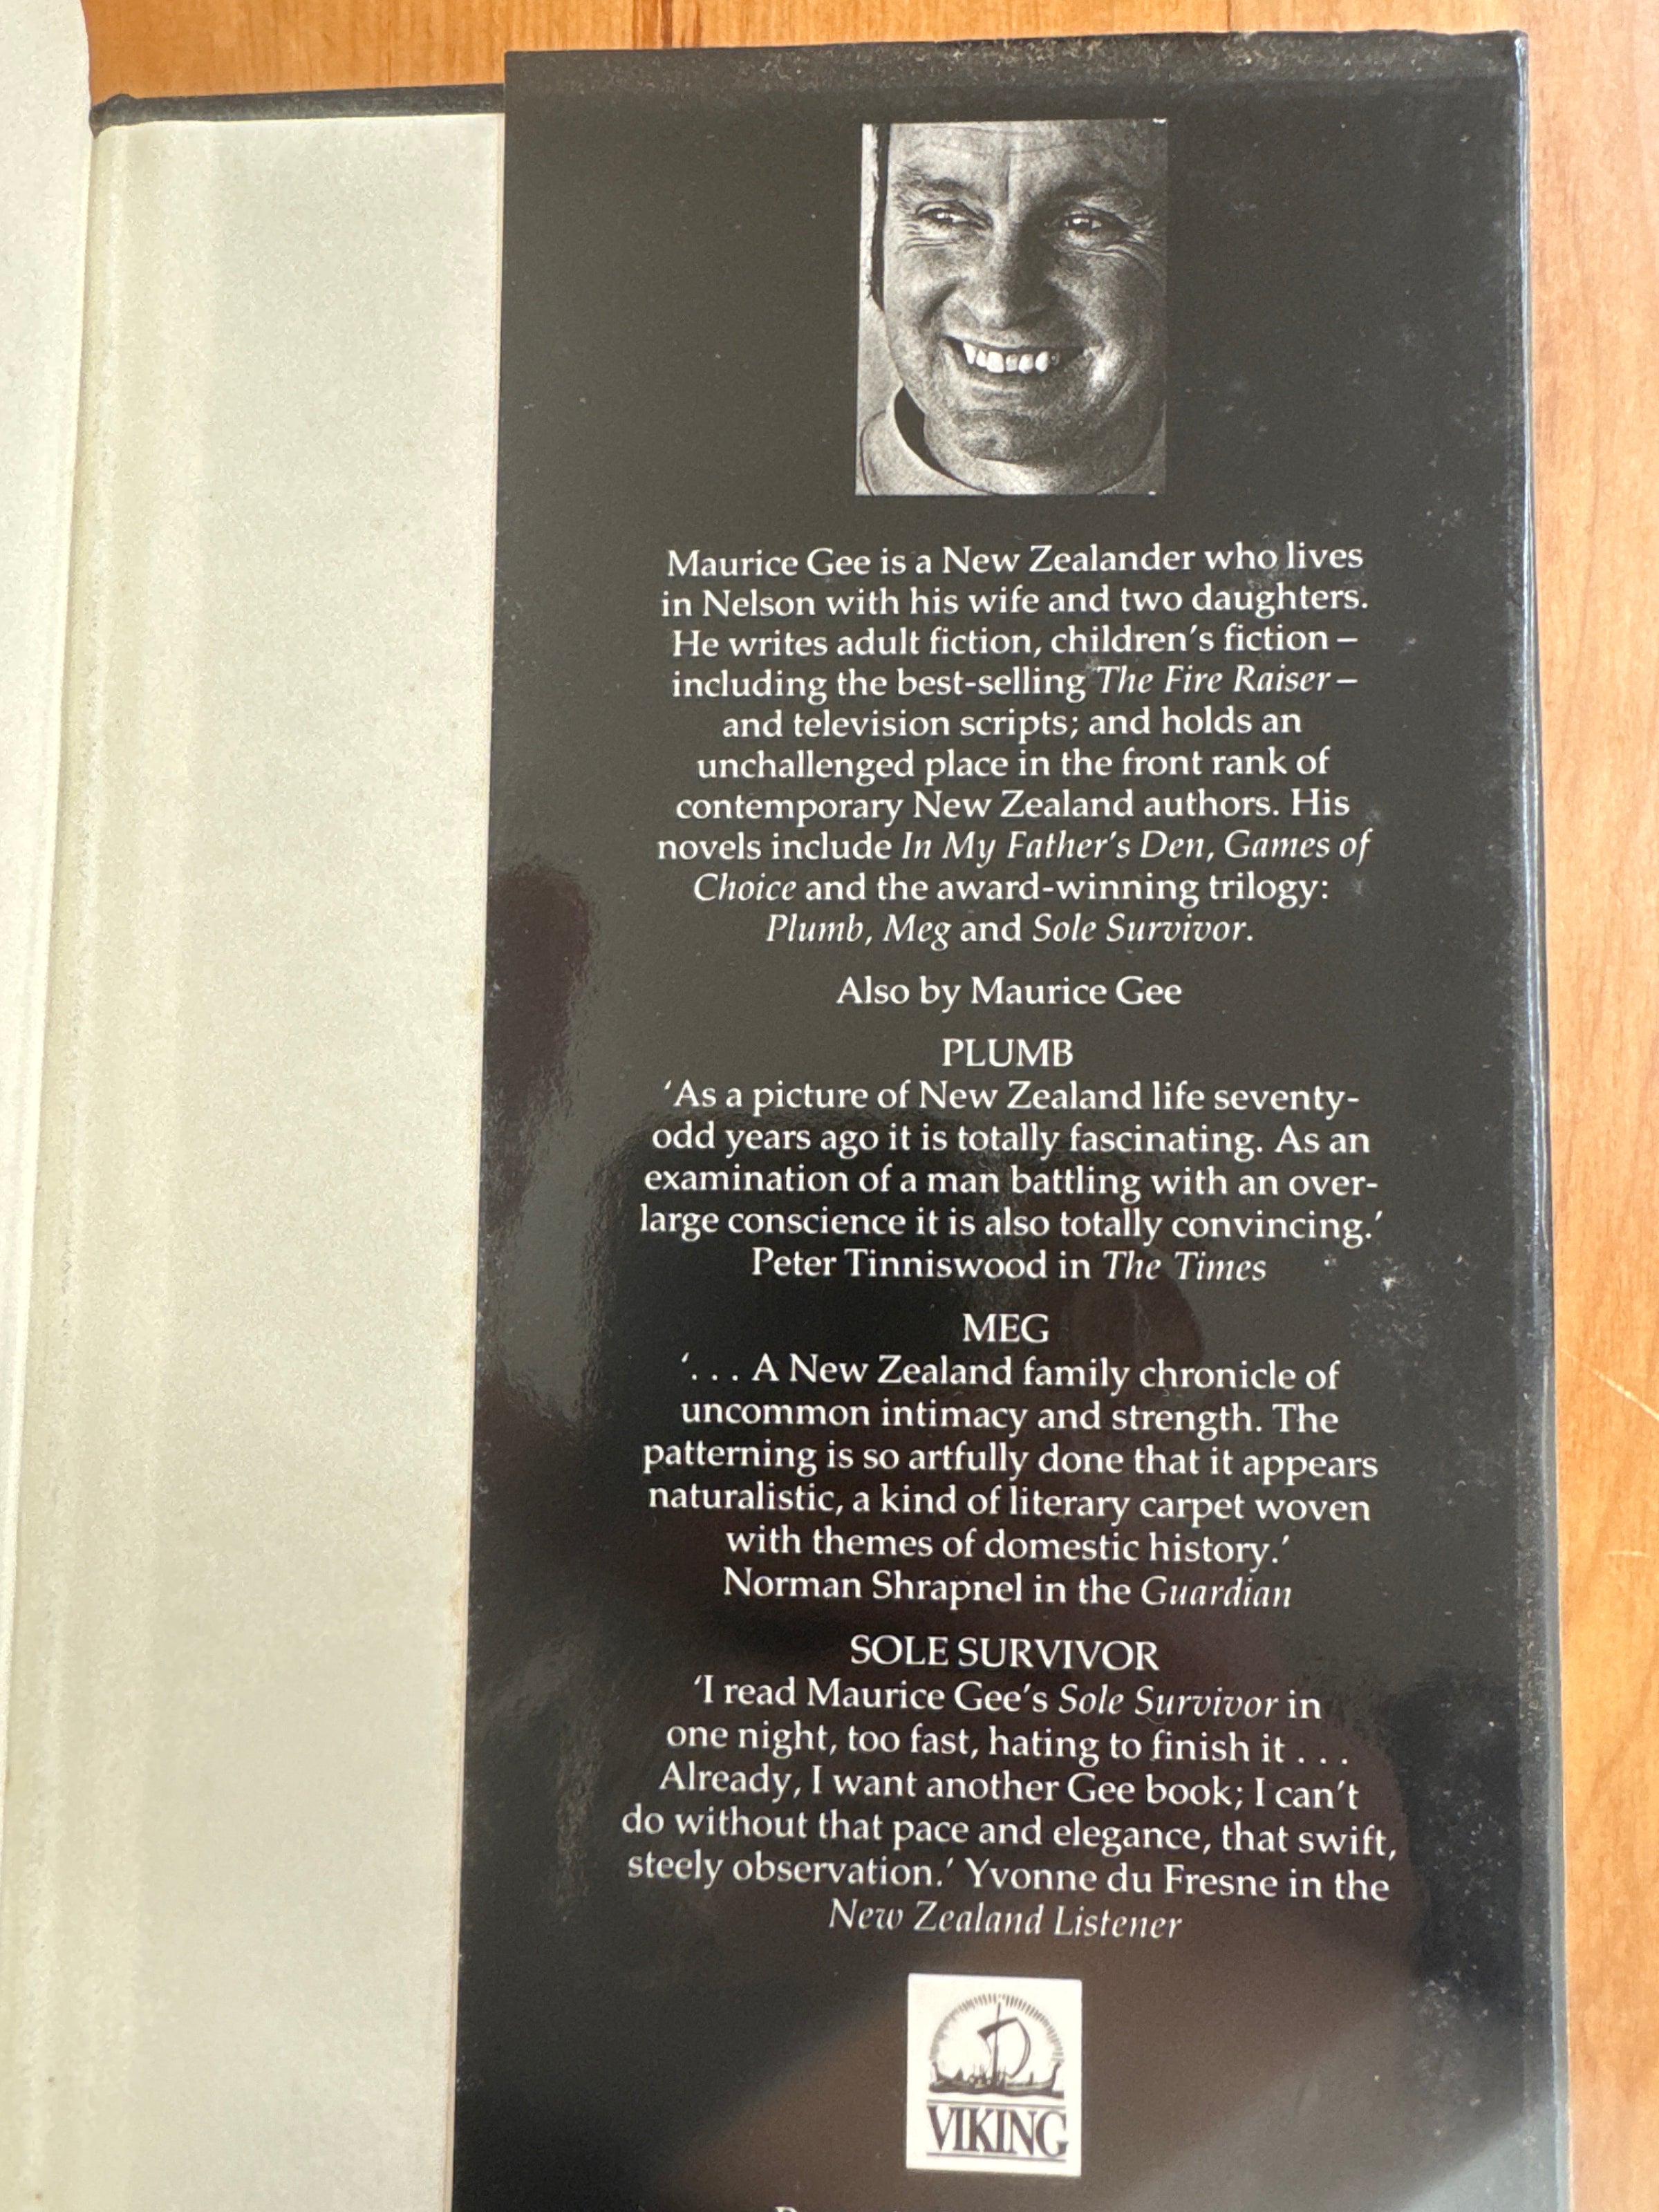 Maurice Gee is a New Zealander who lives
in Nelson with his wife and two daughters.
He writes adult fiction, children's fiction –
including the best-selling The Fire Raiser –
and television scripts; and holds an
unchallenged place in the front rank of
contemporary New Zealand authors. His
novels include In My Father's Den, Games of
Choice and the award-winning trilogy:
Plumb, Meg and Sole Survivor.
Also by Maurice Gee
PLUMB
‘As a picture of New Zealand life seventy-
odd years ago it is totally fascinating. As an
examination of a man battling with an over-
large conscience it is also totally convincing.’
Peter Tinniswood in The Times
MEG
‘. . . A New Zealand family chronicle of
uncommon intimacy and strength. The
patterning is so artfully done that it appears
naturalistic, a kind of literary carpet woven
with themes of domestic history.’
Norman Shrapnel in the Guardian
SOLE SURVIVOR
‘I read Maurice Gee's Sole Survivor in
one night, too fast, hating to finish it . . .
Already, I want another Gee book; I can't
do without that pace and elegance, that swift,
steely observation.’ Yvonne du Fresne in the
New Zealand Listener
VIKING